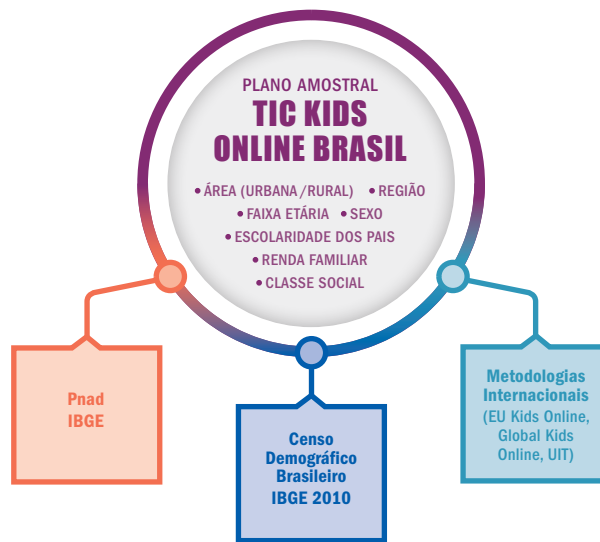 PLANO AMOSTRAL
TIC KIDS
ONLINE BRASIL
• ÁREA (URBANA/RURAL) • REGIÃO
• FAIXA ETÁRIA • SEXO
• ESCOLARIDADE DOS PAIS
• RENDA FAMILIAR
• CLASSE SOCIAL
Pnad
IBGE
Censo
Demográfico
Brasileiro
IBGE 2010
Metodologias
Internacionais
(EU Kids Online,
Global Kids
Online, UIT)